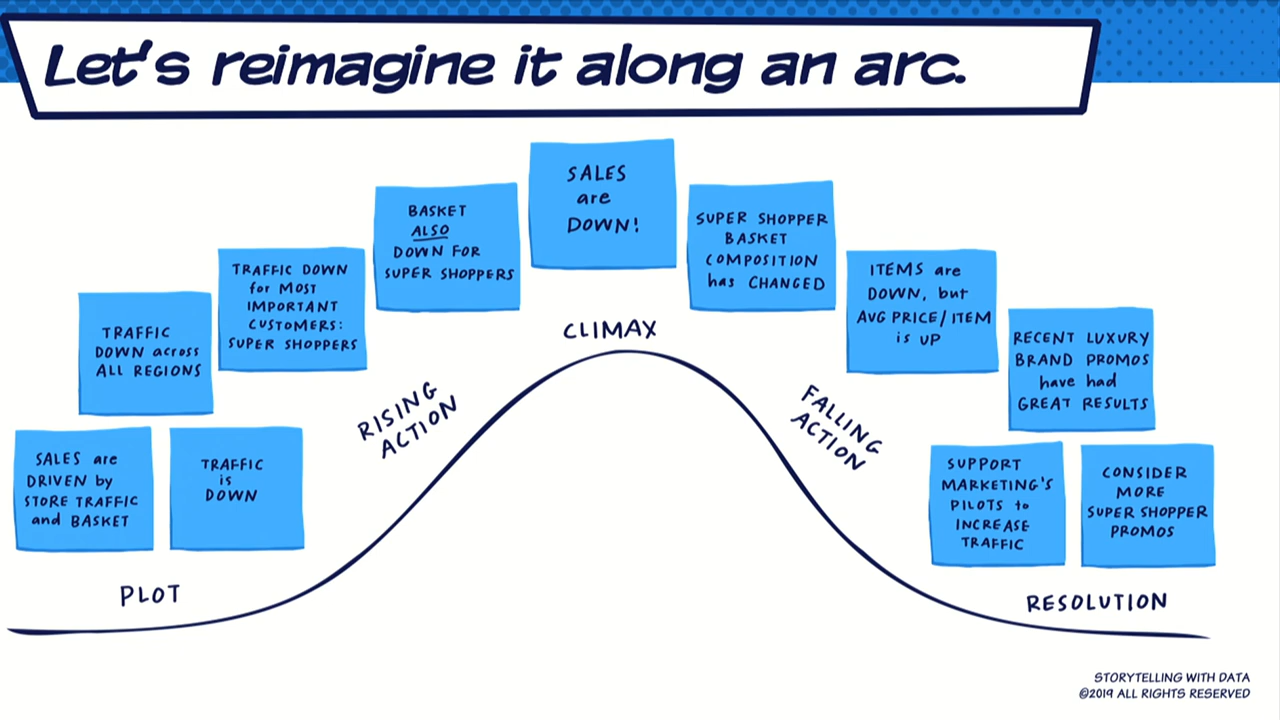 Let's reimagine it along an arc.
SALES are
DRIVEN by
STORE TRAFFIC
and BASKET
TRAFFIC
is
DOWN
TRAFFIC
DOWN across
ALL REGIONS
TRAFFIC DOWN
for MOST
IMPORTANT
CUSTOMERS:
SUPER SHOPPERS
BASKET
ALSO
DOWN FOR
SUPER SHOPPERS
SALES
are
DOWN!
SUPER SHOPPER
BASKET
COMPOSITION
has CHANGED
ITEMS are
DOWN, but
AVG PRICE/ITEM
is UP
RECENT LUXURY
BRAND PROMOS
have had
GREAT RESULTS
SUPPORT
MARKETING'S
PILOTS to
INCREASE
TRAFFIC
CONSIDER
MORE
SUPER SHOPPER
PROMOS
PLOT
RISING
ACTION
CLIMAX
FALLING
ACTION
RESOLUTION
STORYTELLING WITH DATA
©2019 ALL RIGHTS RESERVED